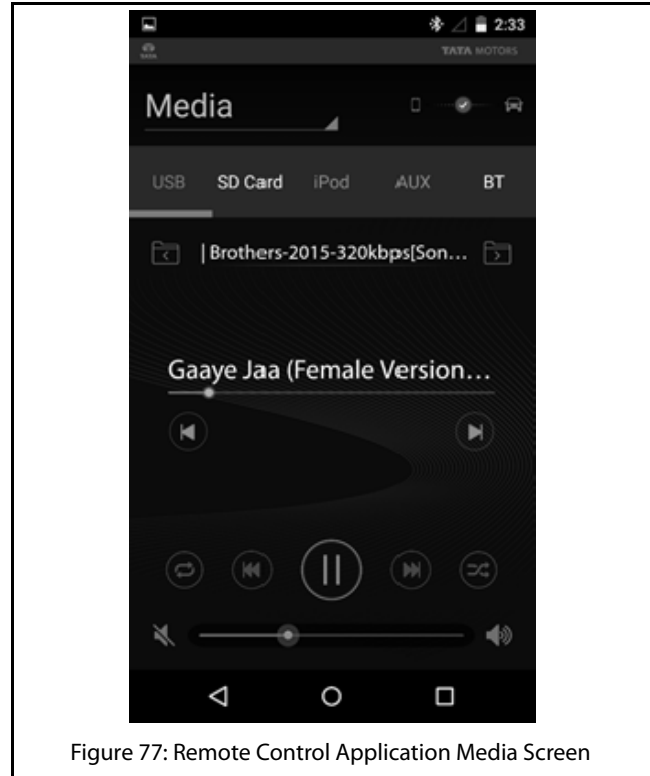 2:33
TATA
TATA MOTORS
Media
USB SD Card iPod AUX BT
| Brothers-2015-320kbps[Son...
Gaaye Jaa (Female Version...
Figure 77: Remote Control Application Media Screen